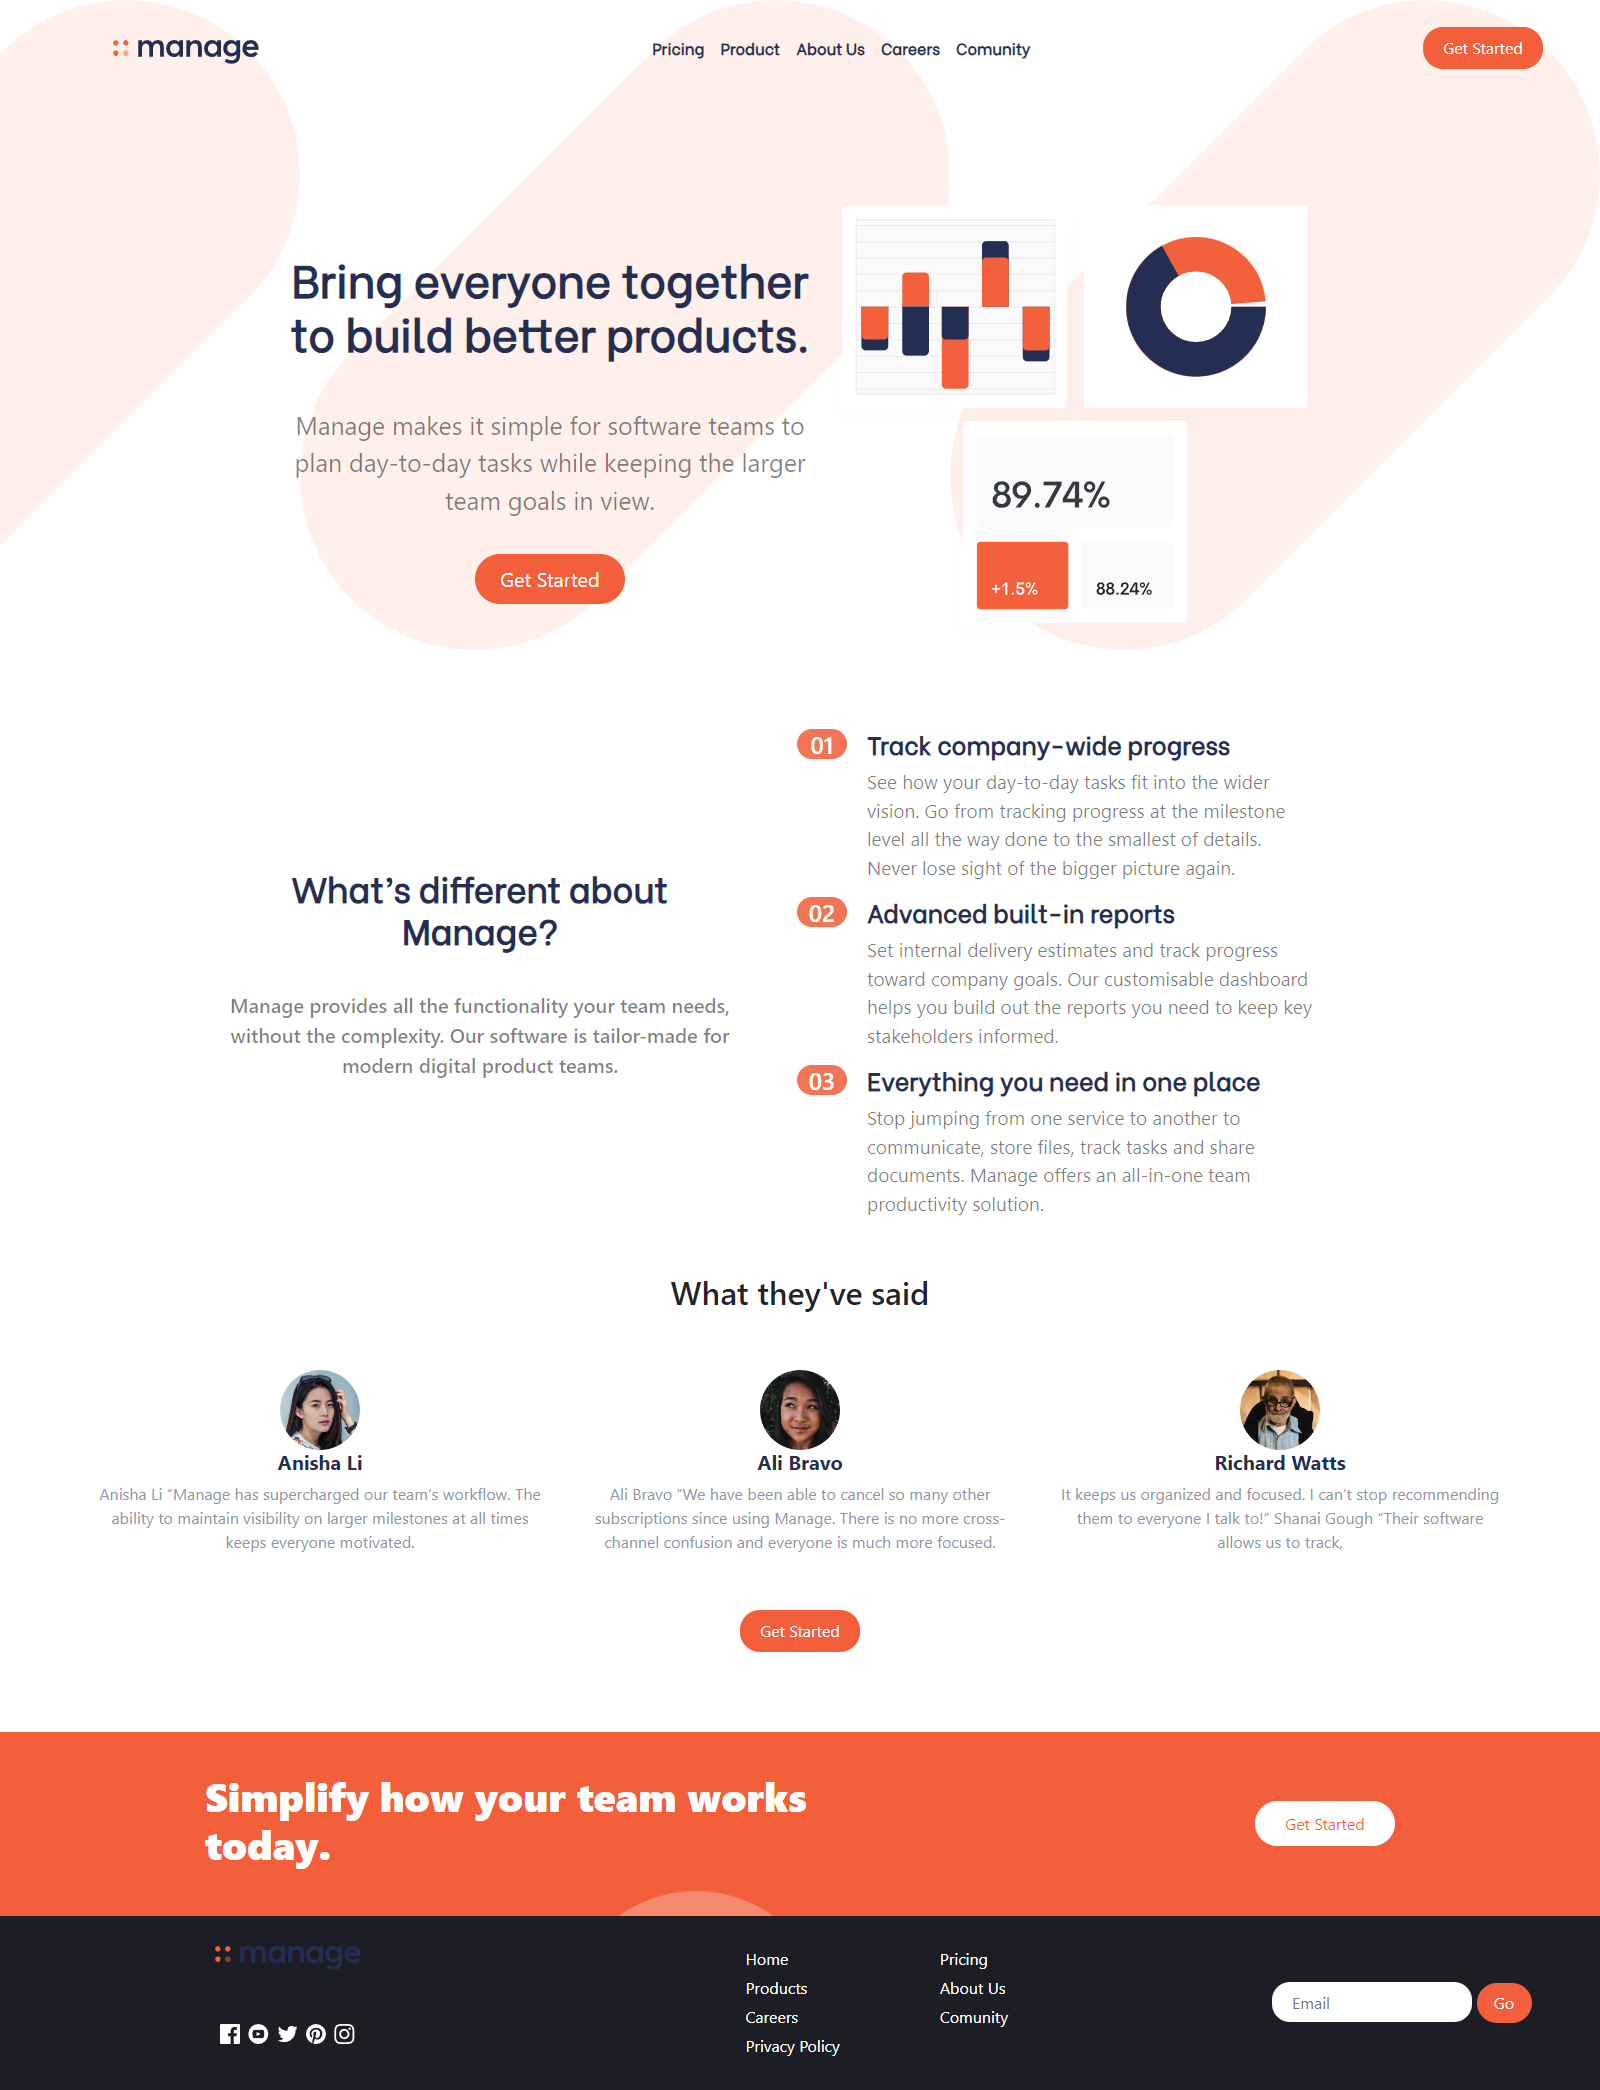 manage
Pricing Product About Us Careers Comunity
Get Started
Bring everyone together
to build better products.
Manage makes it simple for software teams to
plan day-to-day tasks while keeping the larger
team goals in view.
Get Started
89.74%
+1.5%
88.24%
What’s different about
Manage?
Manage provides all the functionality your team needs,
without the complexity. Our software is tailor-made for
modern digital product teams.
01 Track company-wide progress
See how your day-to-day tasks fit into the wider
vision. Go from tracking progress at the milestone
level all the way done to the smallest of details.
Never lose sight of the bigger picture again.
02 Advanced built-in reports
Set internal delivery estimates and track progress
toward company goals. Our customisable dashboard
helps you build out the reports you need to keep key
stakeholders informed.
03 Everything you need in one place
Stop jumping from one service to another to
communicate, store files, track tasks and share
documents. Manage offers an all-in-one team
productivity solution.
What they've said
Anisha Li
Anisha Li “Manage has supercharged our team’s workflow. The
ability to maintain visibility on larger milestones at all times
keeps everyone motivated.
Ali Bravo
Ali Bravo “We have been able to cancel so many other
subscriptions since using Manage. There is no more cross-
channel confusion and everyone is much more focused.
Richard Watts
It keeps us organized and focused. I can’t stop recommending
them to everyone I talk to!” Shanai Gough “Their software
allows us to track,
Get Started
Simplify how your team works
today.
Get Started
manage
Home
Products
Careers
Privacy Policy
Pricing
About Us
Comunity
Email
Go